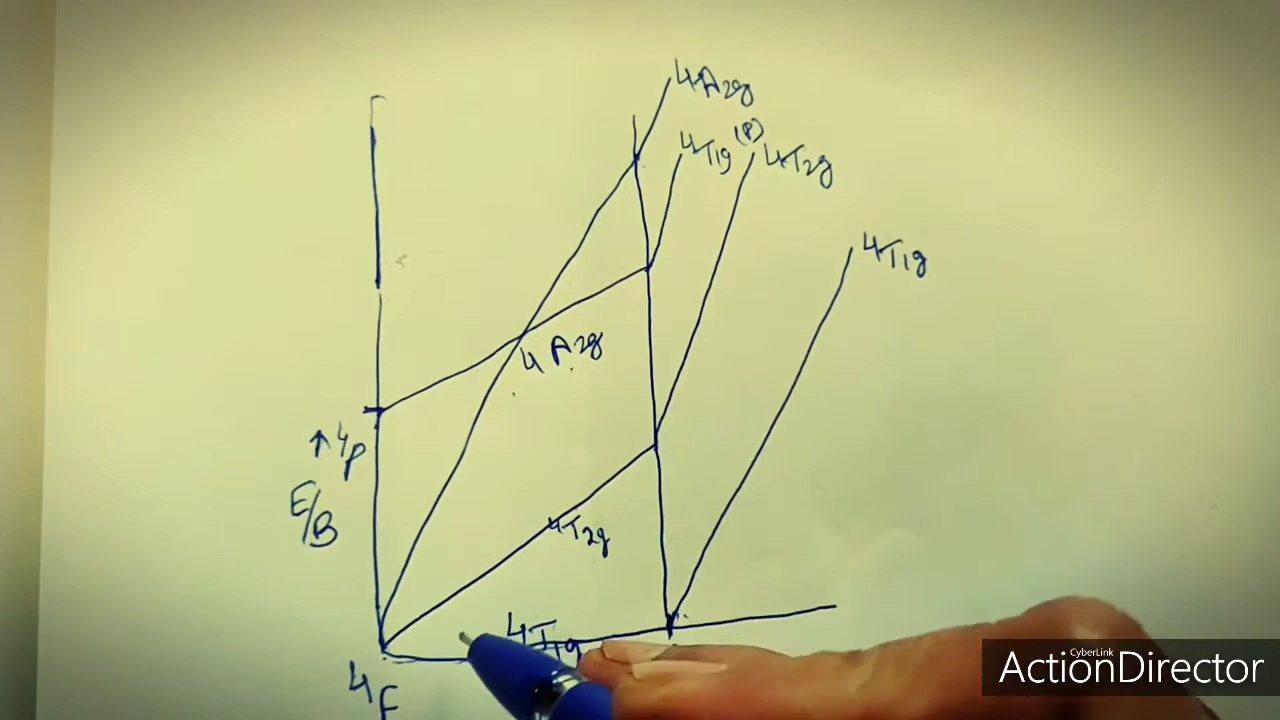 4A2g
4T1g (P) 4T2g
4T1g
4A2g
↑ 4P
E/B
4T2g
4T1g
4F
CyberLink
ActionDirector